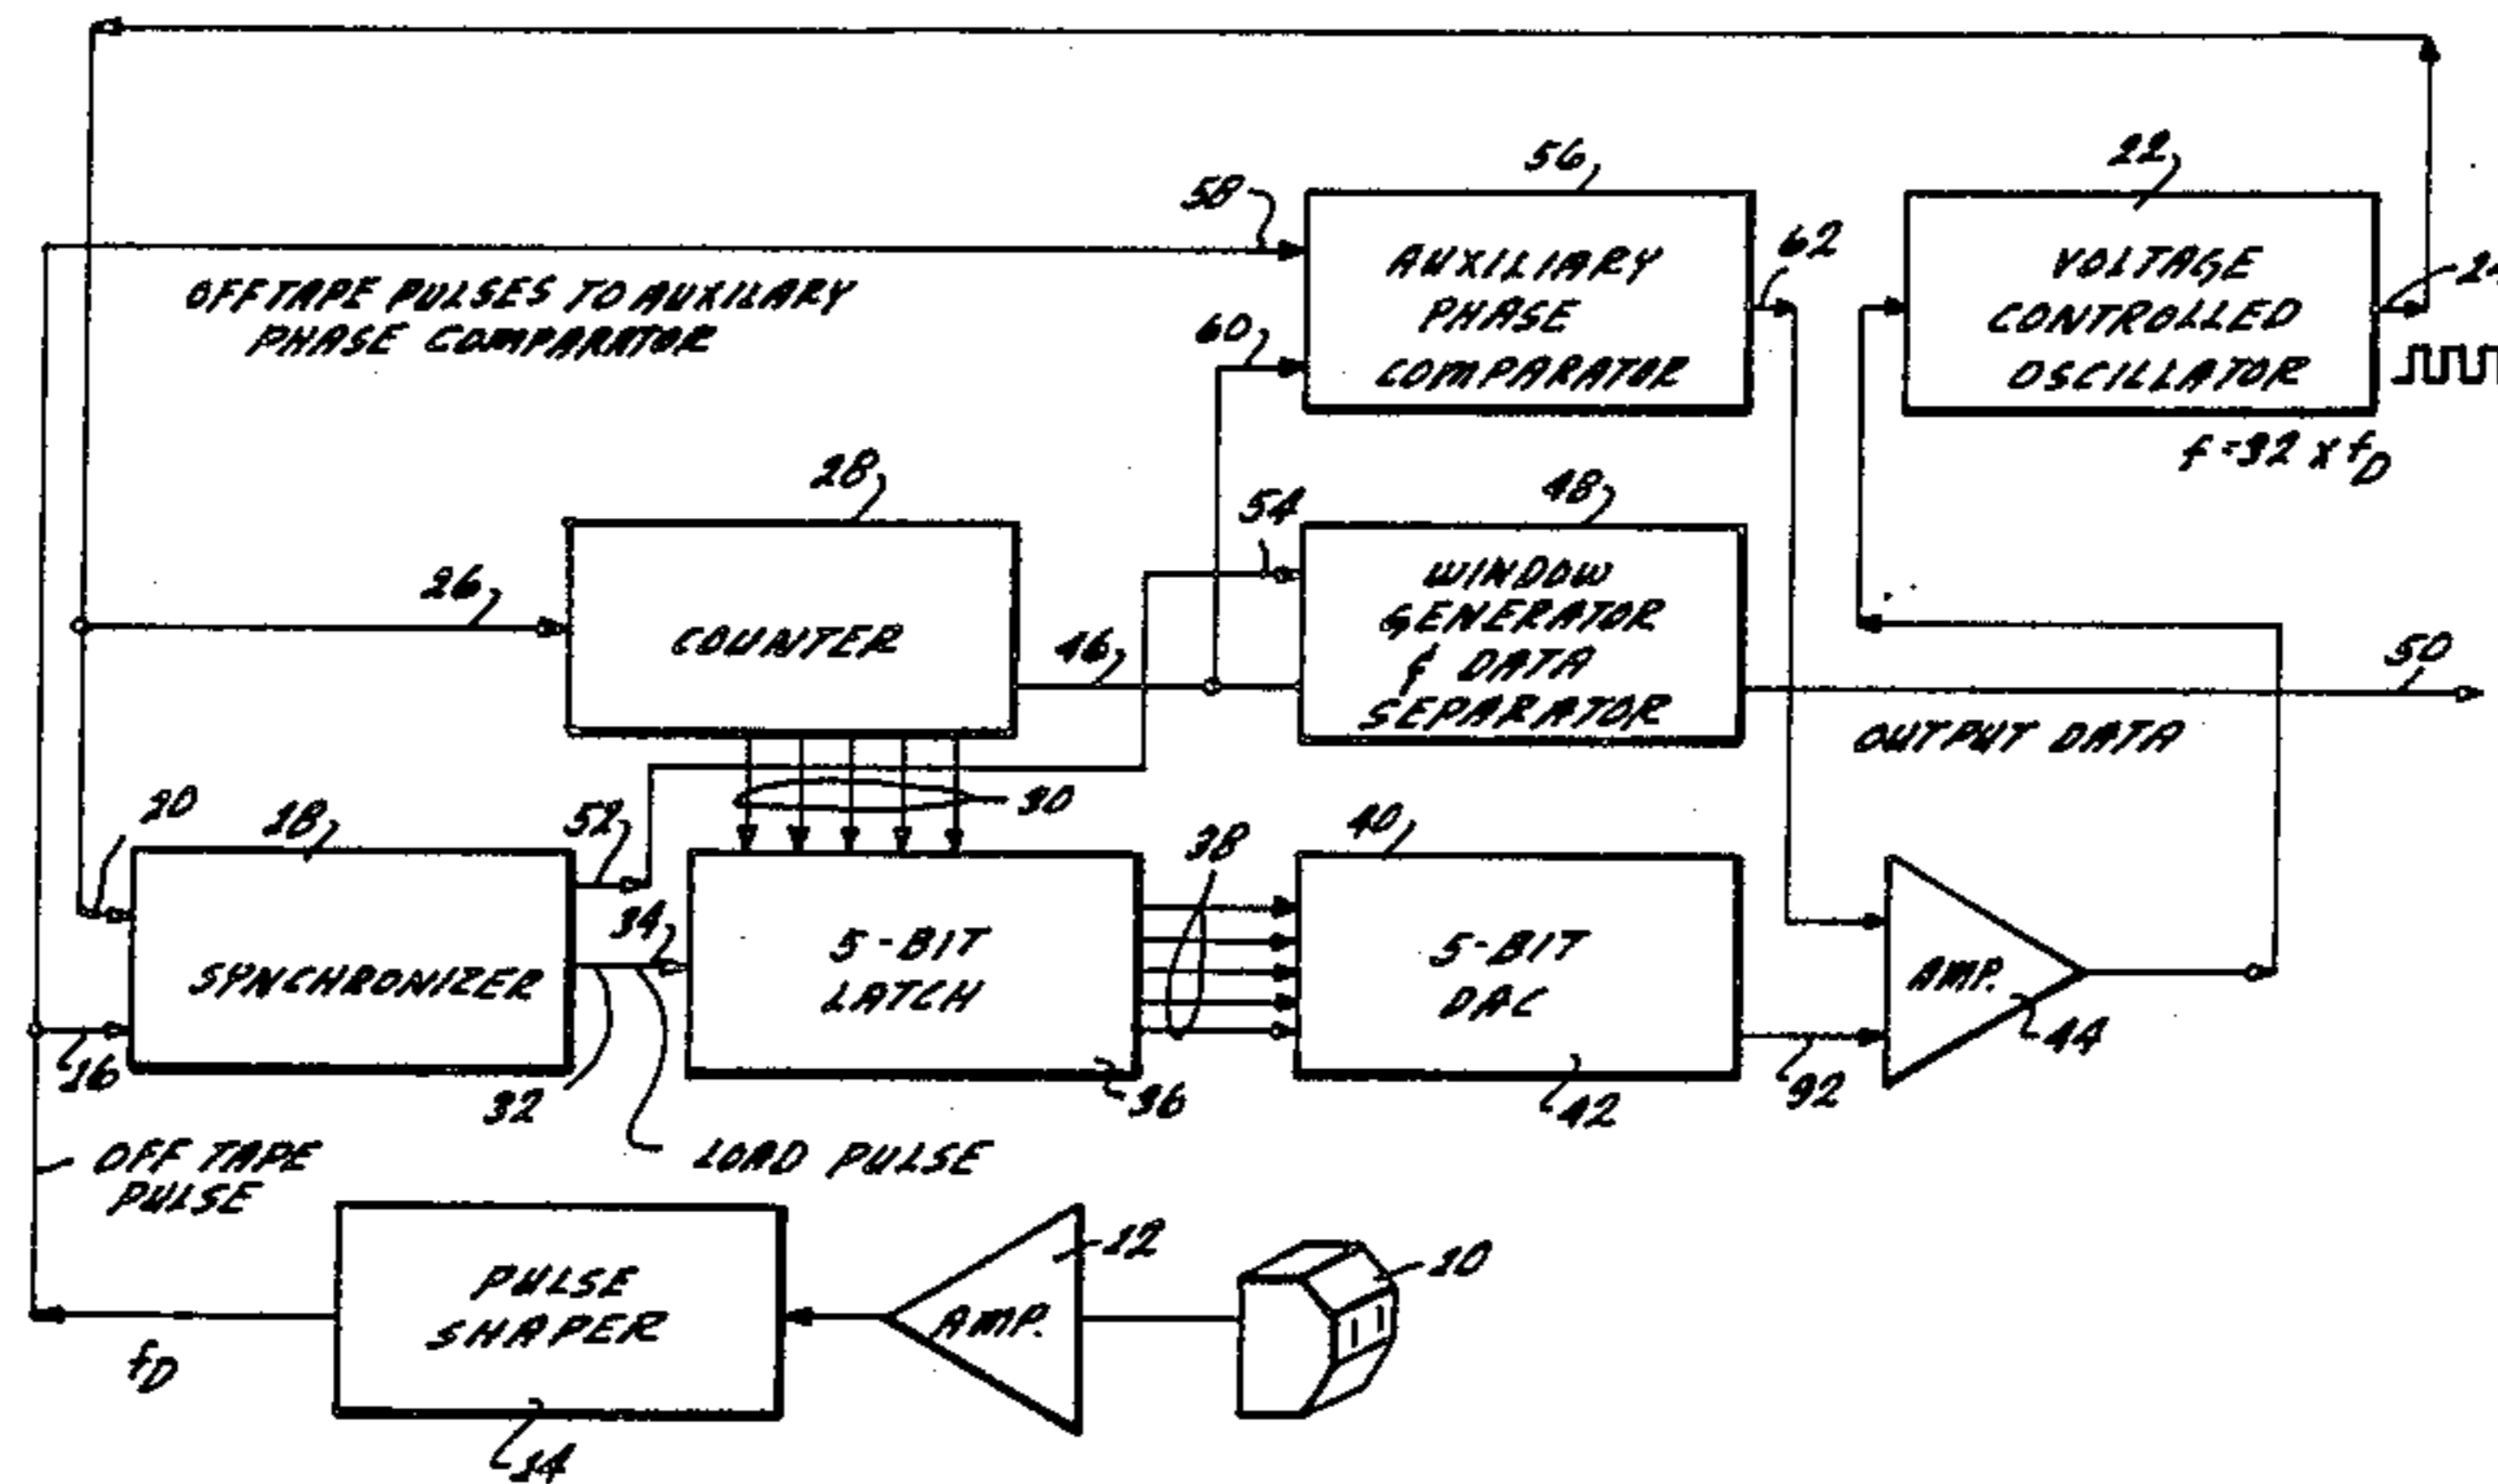 56
22
58
62
AUXILIARY
PHASE
COMPARATOR
VOLTAGE
CONTROLLED
OSCILLATOR
OFF TAPE PULSES TO AUXILARY
PHASE COMPARATOR
60
f=32 x fD
28
54
48
26
COUNTER
46
WINDOW
GENERATOR
& DATA
SEPARATOR
50
OUTPUT DATA
20
18
52
30
38
40
34
SYNCHRONIZER
5-BIT
LATCH
5-BIT
DAC
AMP.
44
16
32
36
42
92
OFF TAPE
PULSE
LOAD PULSE
12
10
PULSE
SHAPER
AMP.
fD
14